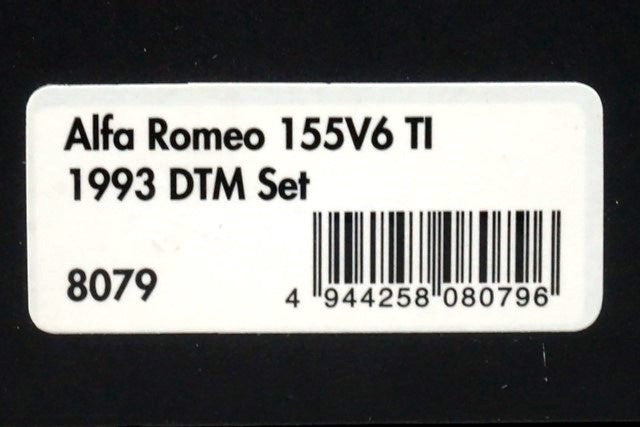 Alfa Romeo 155V6 TI
1993 DTM Set
8079
4 944258 080796